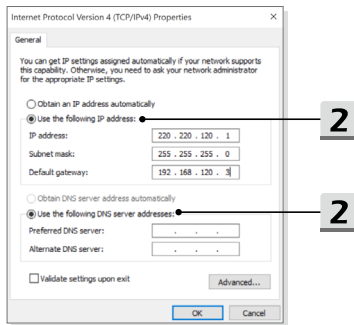 Internet Protocol Version 4 (TCP/IPv4) Properties
General
You can get IP settings assigned automatically if your network supports
this capability. Otherwise, you need to ask your network administrator
for the appropriate IP settings.
Obtain an IP address automatically
Use the following IP address:
2
IP address: 220 . 220 . 120 . 1
Subnet mask: 255 . 255 . 255 . 0
Default gateway: 192 . 168 . 120 . 3
Obtain DNS server address automatically
Use the following DNS server addresses:
2
Preferred DNS server: . . .
Alternate DNS server: . . .
Validate settings upon exit
Advanced...
OK Cancel